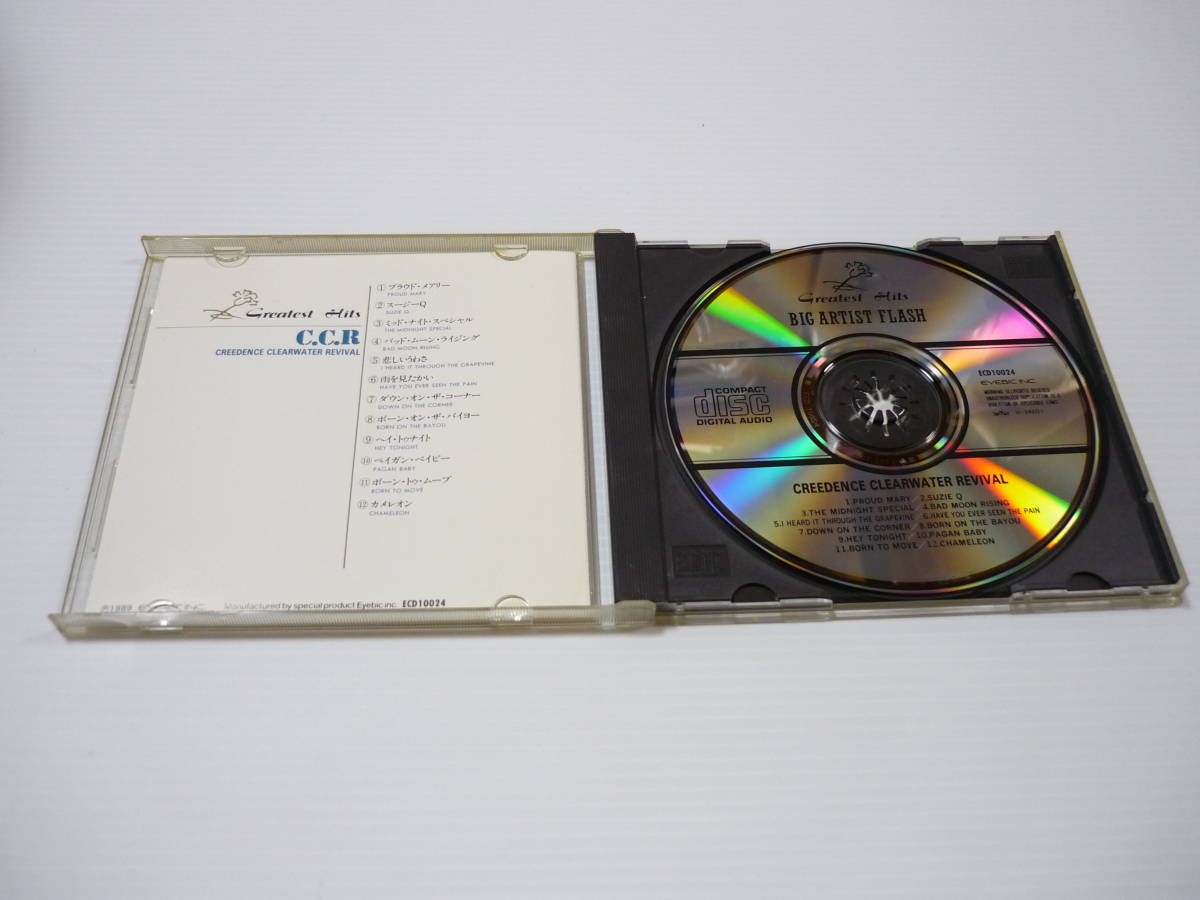 Greatest Hits
C.C.R
CREEDENCE CLEARWATER REVIVAL
① プラウド・メアリー
PROUD MARY
② スージーQ
SUZIE Q
③ ミッド・ナイト・スペシャル
THE MIDNIGHT SPECIAL
④ バッド・ムーン・ライジング
BAD MOON RISING
⑤ 悲しいうわさ
I HEARD IT THROUGH THE GRAPEVINE
⑥ 雨を見たかい
HAVE YOU EVER SEEN THE PAIN
⑦ ダウン・オン・ザ・コーナー
DOWN ON THE CORNER
⑧ ボーン・オン・ザ・バイヨー
BORN ON THE BAYOU
⑨ ヘイ・トゥナイト
HEY TONIGHT
⑩ ペイガン・ベイビー
PAGAN BABY
⑪ ボーン・トゥ・ムーブ
BORN TO MOVE
⑫ カメレオン
CHAMELEON
℗1989 EYEBIC INC. Manufactured by special product Eyebic inc. ECD10024
Greatest Hits
BIG ARTIST FLASH
COMPACT
disc
DIGITAL AUDIO
ECD10024
EYEBIC INC.
CREEDENCE CLEARWATER REVIVAL
1.PROUD MARY / 2.SUZIE Q
3.THE MIDNIGHT SPECIAL / 4.BAD MOON RISING
5.I HEARD IT THROUGH THE GRAPEVINE / 6.HAVE YOU EVER SEEN THE PAIN
7.DOWN ON THE CORNER / 8.BORN ON THE BAYOU
9.HEY TONIGHT / 10.PAGAN BABY
11.BORN TO MOVE / 12.CHAMELEON